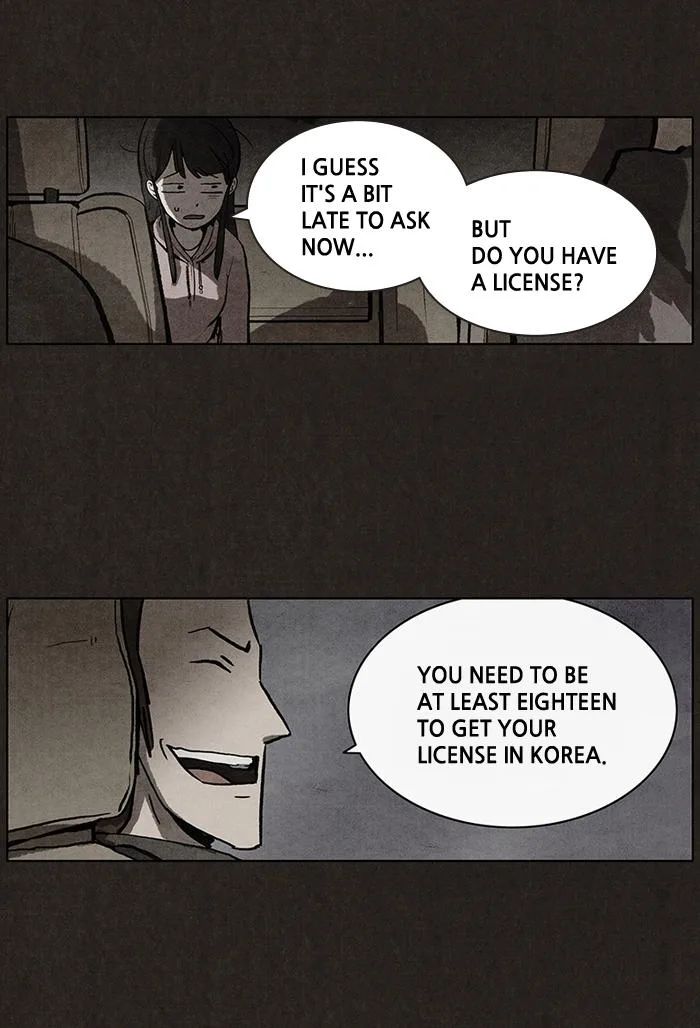 I GUESS
IT'S A BIT
LATE TO ASK
NOW...
BUT
DO YOU HAVE
A LICENSE?
YOU NEED TO BE
AT LEAST EIGHTEEN
TO GET YOUR
LICENSE IN KOREA.